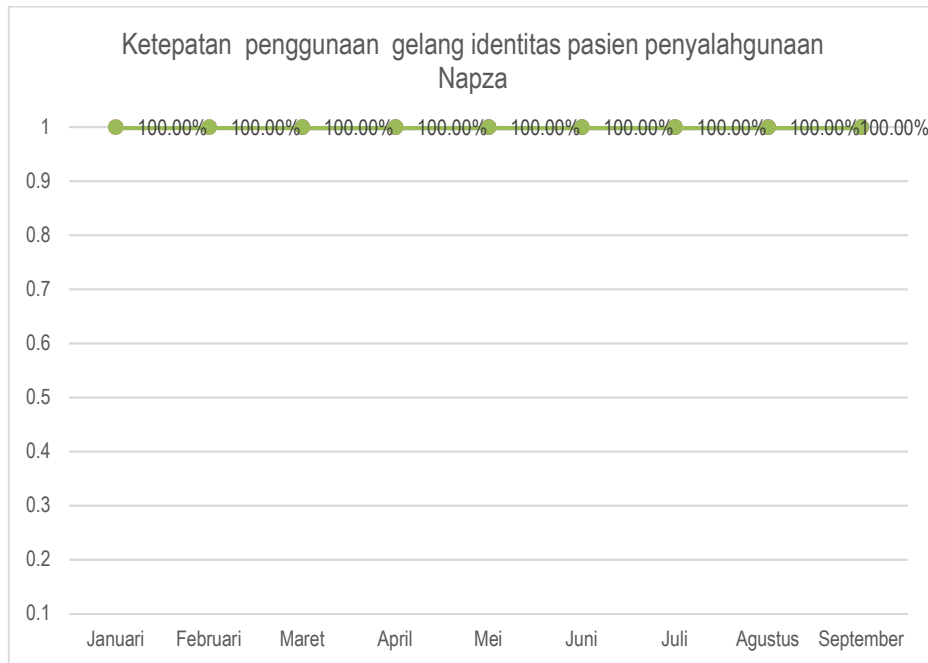 Ketepatan penggunaan gelang identitas pasien penyalahgunaan
Napza
1
100.00% 100.00% 100.00% 100.00% 100.00% 100.00% 100.00% 100.00% 100.00%
0.9
0.8
0.7
0.6
0.5
0.4
0.3
0.2
0.1
Januari Februari Maret April Mei Juni Juli Agustus September